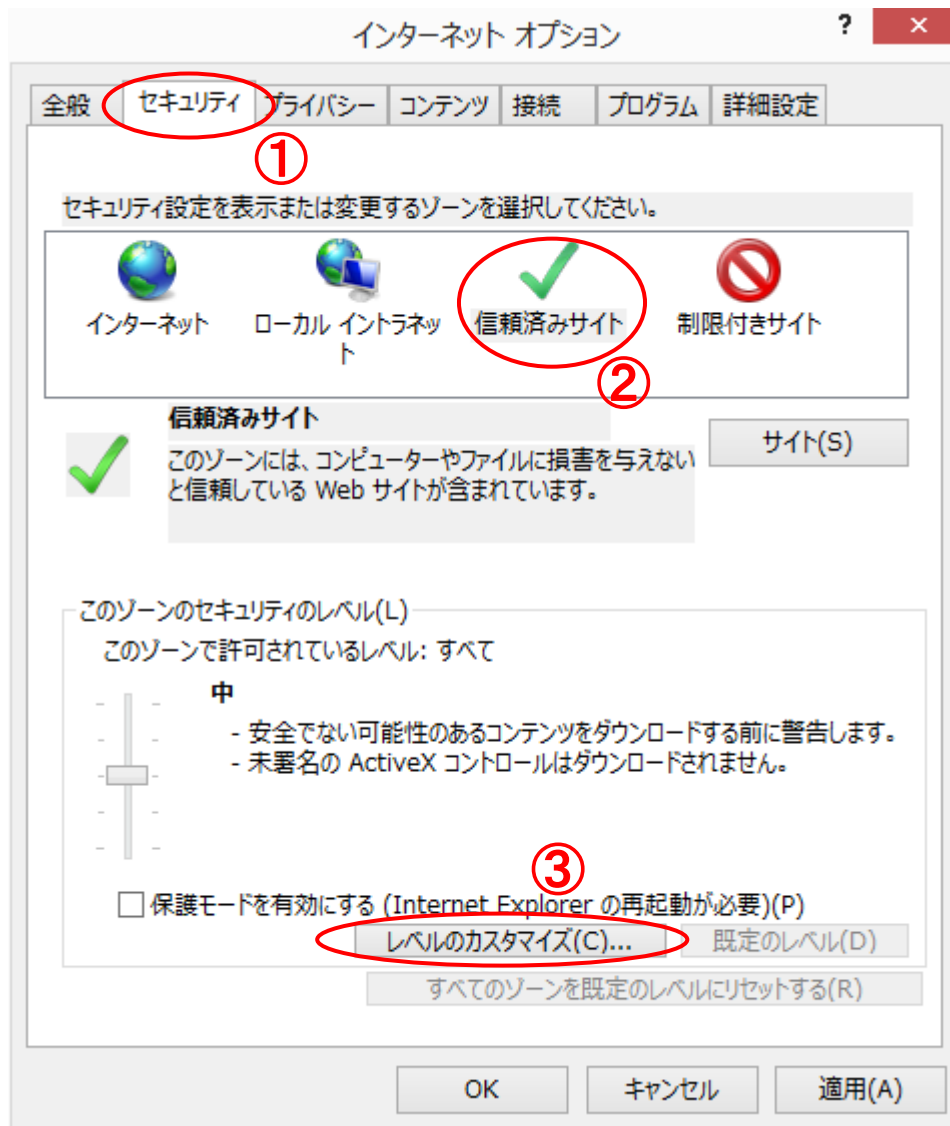 インターネット オプション
?
×
全般 セキュリティ プライバシー コンテンツ 接続 プログラム 詳細設定
①
セキュリティ設定を表示または変更するゾーンを選択してください。
インターネット
ローカル イントラネッ
ト
信頼済みサイト
制限付きサイト
②
信頼済みサイト
このゾーンには、コンピューターやファイルに損害を与えない
と信頼している Web サイトが含まれています。
サイト(S)
このゾーンのセキュリティのレベル(L)
このゾーンで許可されているレベル: すべて
中
- 安全でない可能性のあるコンテンツをダウンロードする前に警告します。
- 未署名の ActiveX コントロールはダウンロードされません。
③
保護モードを有効にする (Internet Explorer の再起動が必要)(P)
レベルのカスタマイズ(C)... 既定のレベル(D)
すべてのゾーンを既定のレベルにリセットする(R)
OK キャンセル 適用(A)